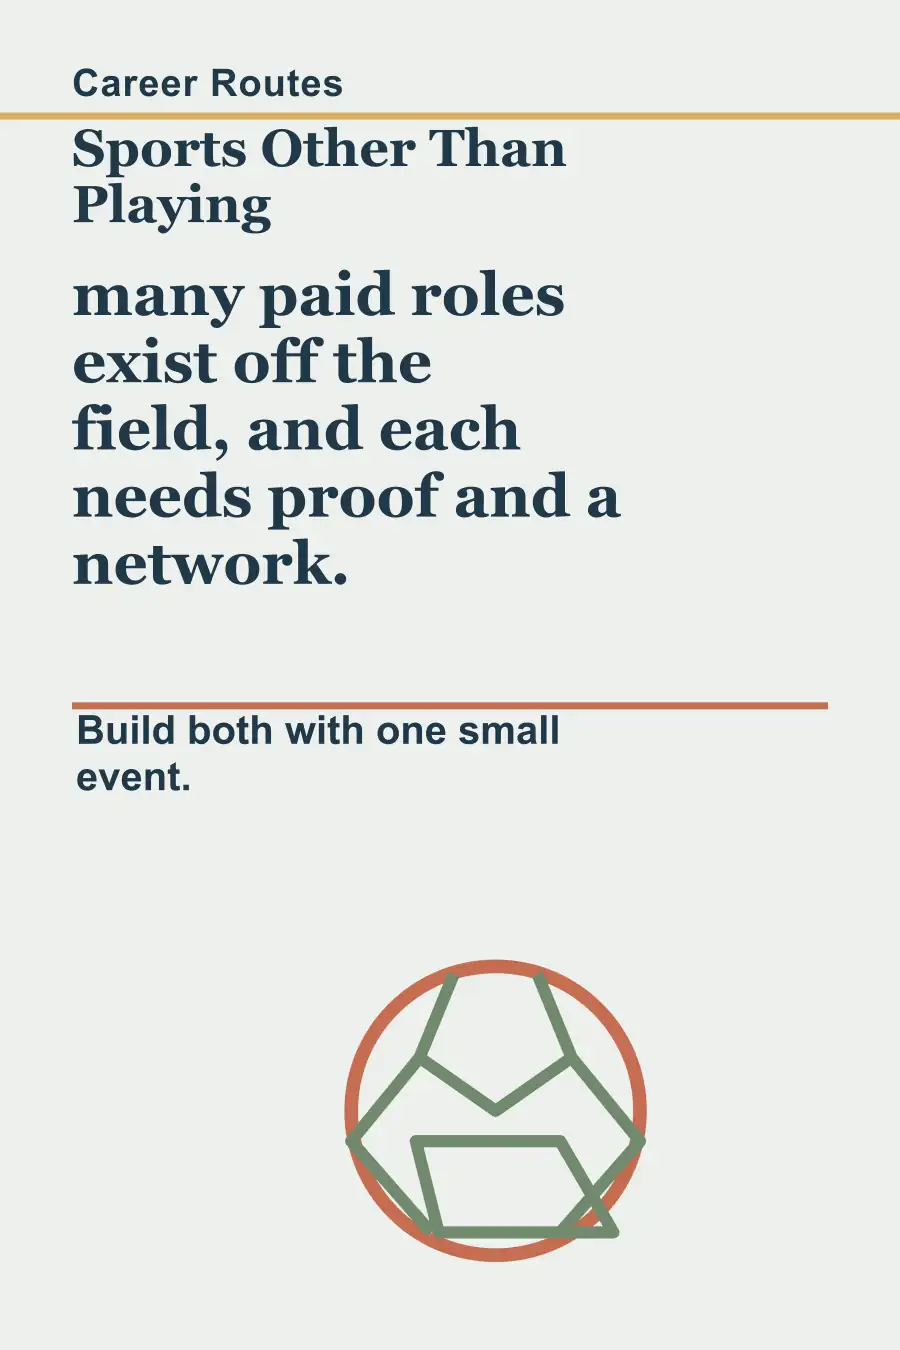 Career Routes
Sports Other Than
Playing
many paid roles
exist off the
field, and each
needs proof and a
network.
Build both with one small
event.